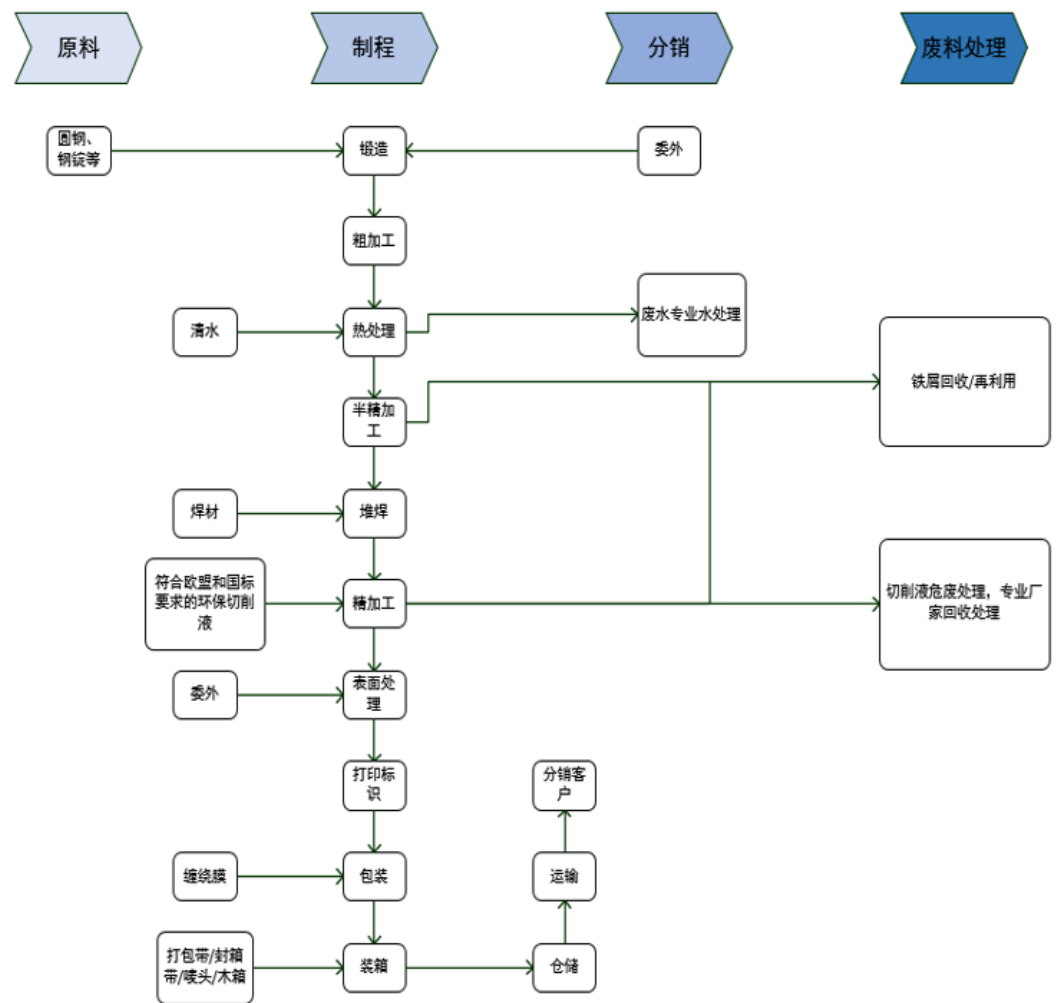 原料
制程
分销
废料处理
圆钢、
钢锭等
锻造
委外
粗加工
清水
热处理
废水专业水处理
铁屑回收/再利用
半精加
工
焊材
堆焊
符合欧盟和国标
要求的环保切削
液
精加工
切削液危废处理，专业厂
家回收处理
委外
表面处
理
打印标
识
分销客
户
缠绕膜
包装
运输
打包带/封箱
带/唛头/木箱
装箱
仓储